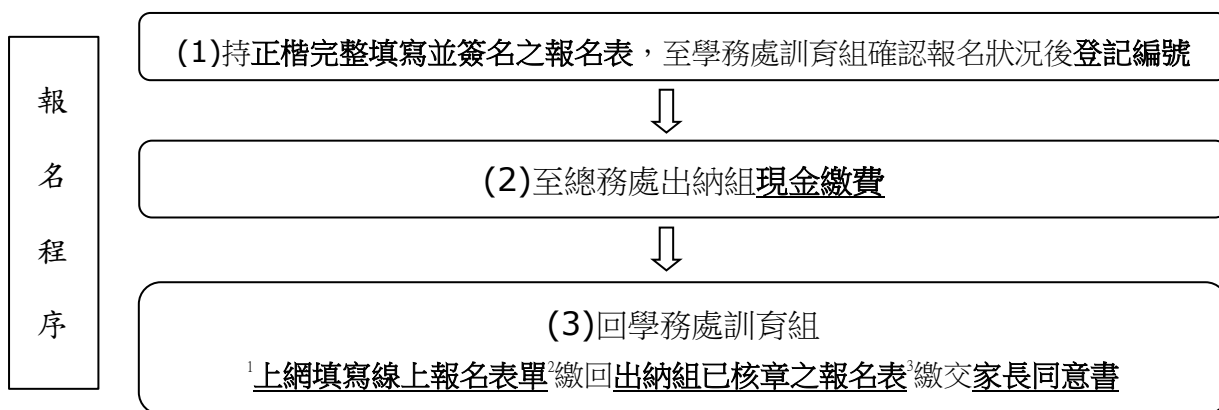 報名程序
(1)持正楷完整填寫並簽名之報名表，至學務處訓育組確認報名狀況後登記編號
(2)至總務處出納組現金繳費
(3)回學務處訓育組
1上網填寫線上報名表單2繳回出納組已核章之報名表3繳交家長同意書